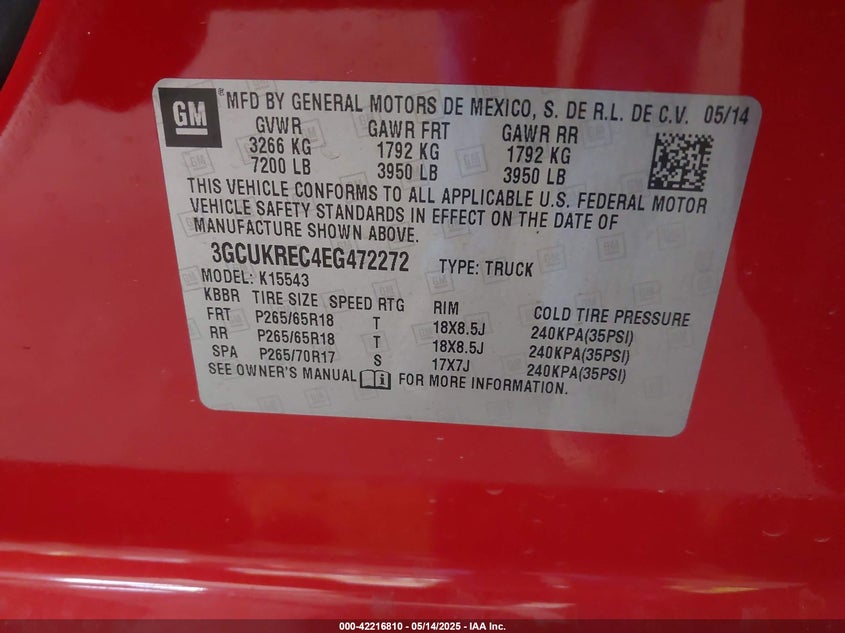 GM ® MFD BY GENERAL MOTORS DE MEXICO, S. DE R.L. DE C.V. 05/14
GVWR GAWR FRT GAWR RR
3266 KG 1792 KG 1792 KG
7200 LB 3950 LB 3950 LB
THIS VEHICLE CONFORMS TO ALL APPLICABLE U.S. FEDERAL MOTOR
VEHICLE SAFETY STANDARDS IN EFFECT ON THE DATE OF
MANUFACTURE SHOWN ABOVE.
3GCUKREC4EG472272 TYPE: TRUCK
MODEL: K15543
KBBR TIRE SIZE SPEED RTG RIM COLD TIRE PRESSURE
FRT P265/65R18 T 18X8.5J 240KPA(35PSI)
RR P265/65R18 T 18X8.5J 240KPA(35PSI)
SPA P265/70R17 S 17X7J 240KPA(35PSI)
SEE OWNER'S MANUAL FOR MORE INFORMATION.
000-42216810 - 05/14/2025 - IAA Inc.